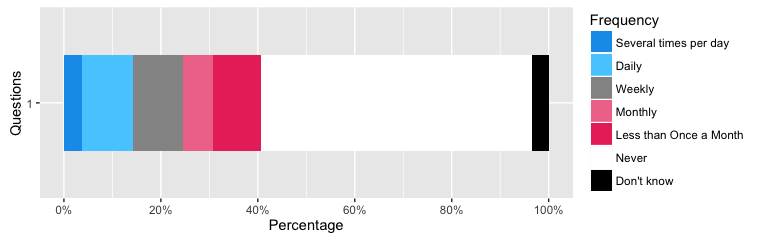 Questions
1
0%
20%
40%
60%
80%
100%
Percentage
Frequency
Several times per day
Daily
Weekly
Monthly
Less than Once a Month
Never
Don't know